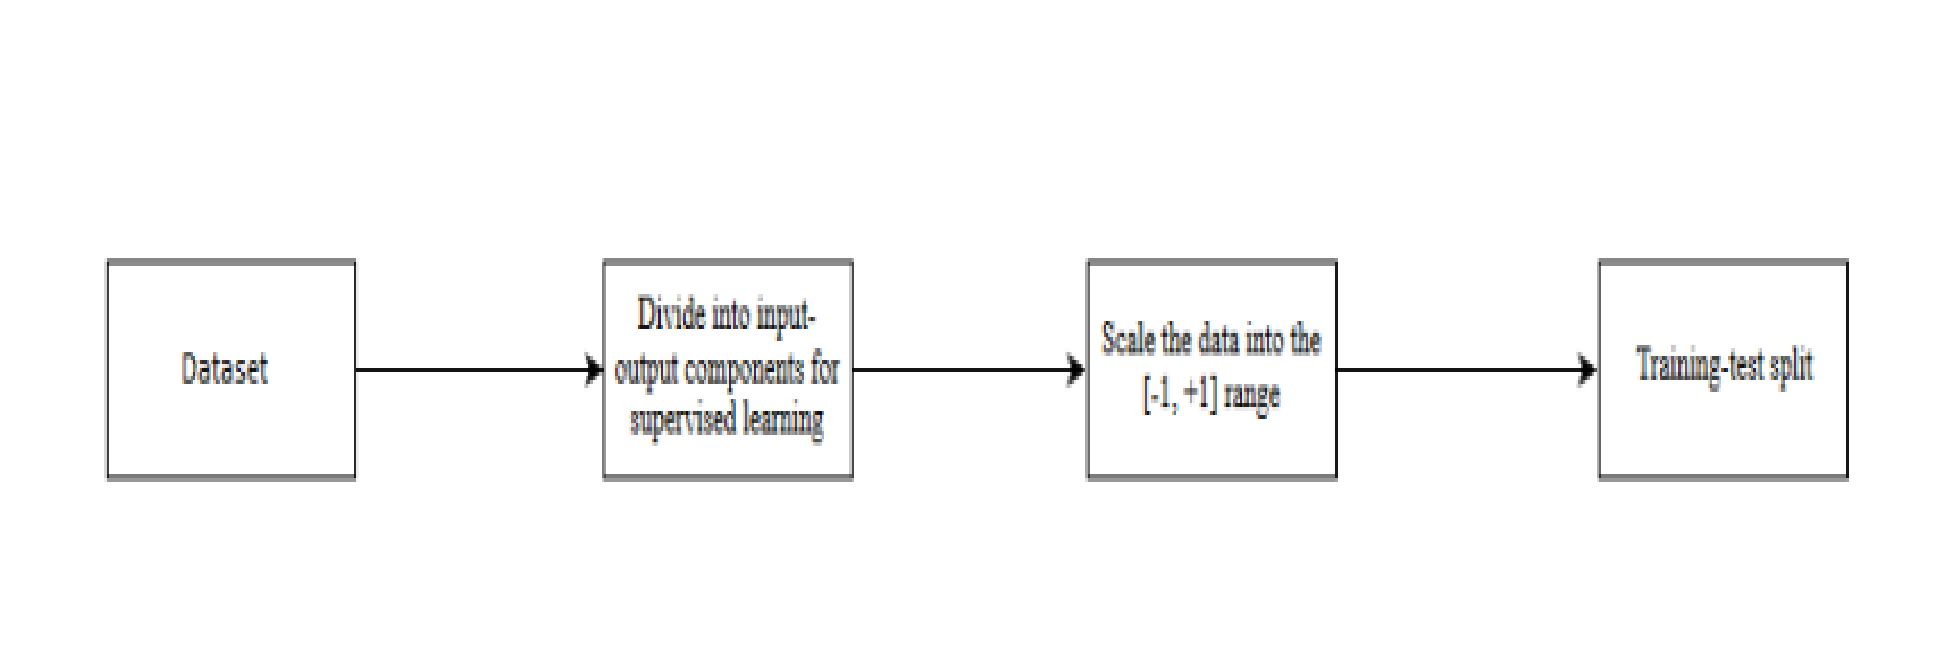 Dataset
Divide into input-
output components for
supervised learning
Scale the data into the
[-1, +1] range
Training-test split